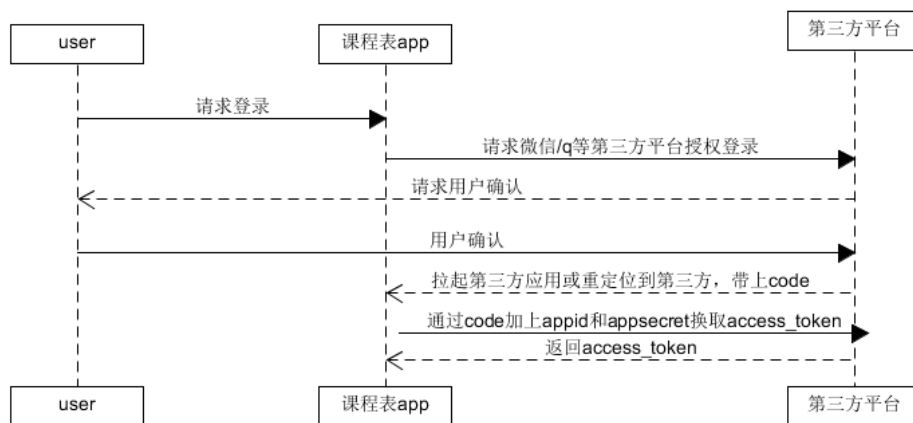 user
课程表app
第三方平台
请求登录
请求微信/q等第三方平台授权登录
请求用户确认
用户确认
拉起第三方应用或重定位到第三方，带上code
通过code加上appid和appsecret换取access_token
返回access_token
user
课程表app
第三方平台